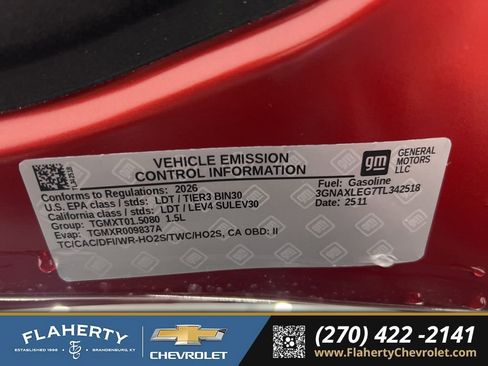 VEHICLE EMISSION
CONTROL INFORMATION
Conforms to Regulations: 2026
U.S. EPA class / stds: LDT / TIER3 BIN30
California class / stds: LDT / LEV4 SULEV30
Group: TGMXT01.5080 1.5L
Evap: TGMXR009837A
TC/CAC/DFI/WR-HO2S/TWC/HO2S, CA OBD: II
gm
GENERAL MOTORS
LLC
Fuel: Gasoline
3GNAXLEG7TL342518
Date: 2511
FLAHERTY
ESTABLISHED 1996
BRANDENBURG, KY
CHEVROLET
(270) 422 -2141
www.FlahertyChevrolet.com